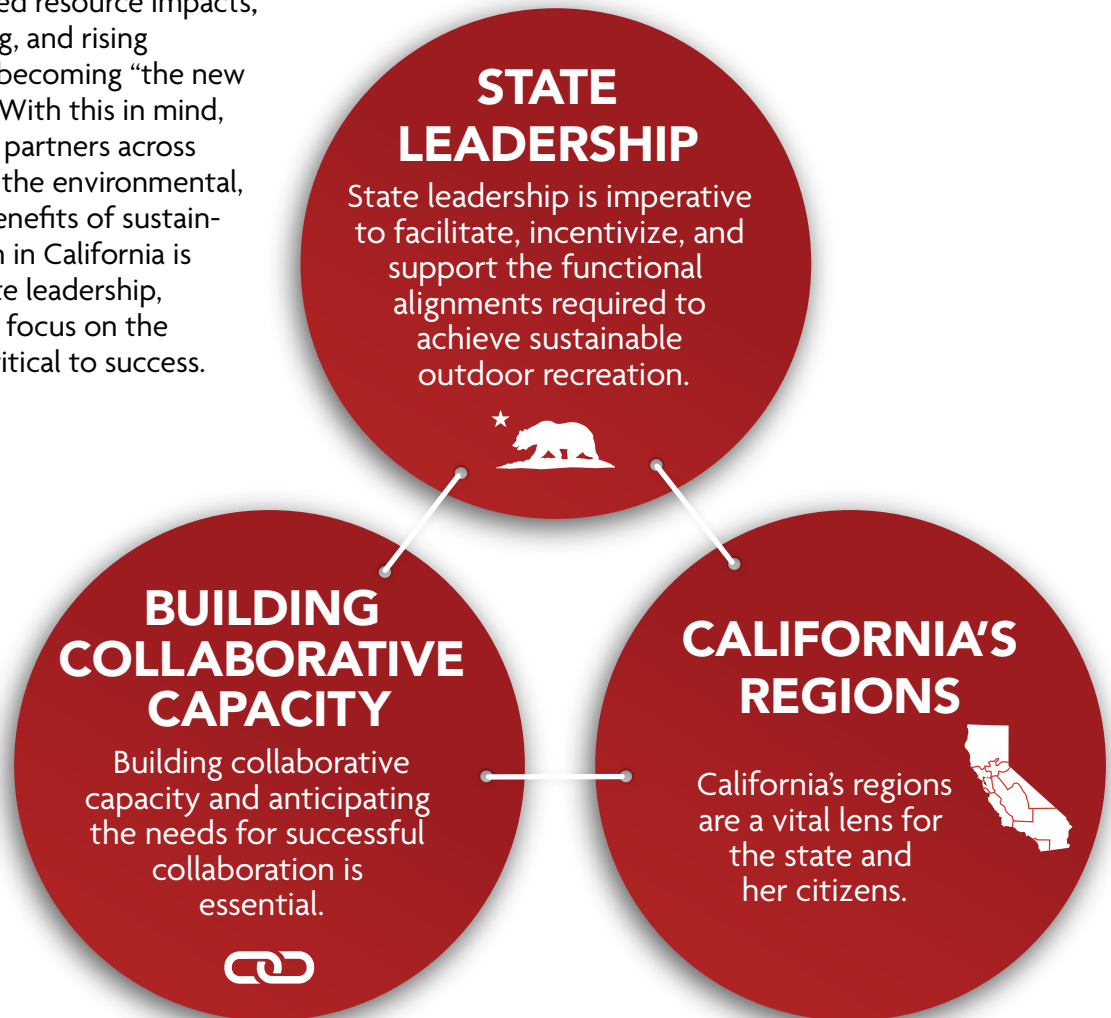 ed resource impacts,
g, and rising
becoming “the new
With this in mind,
partners across
the environmental,
enefits of sustain-
n in California is
te leadership,
focus on the
ritical to success.
STATE
LEADERSHIP
State leadership is imperative
to facilitate, incentivize, and
support the functional
alignments required to
achieve sustainable
outdoor recreation.
BUILDING
COLLABORATIVE
CAPACITY
Building collaborative
capacity and anticipating
the needs for successful
collaboration is
essential.
CALIFORNIA’S
REGIONS
California’s regions
are a vital lens for
the state and
her citizens.